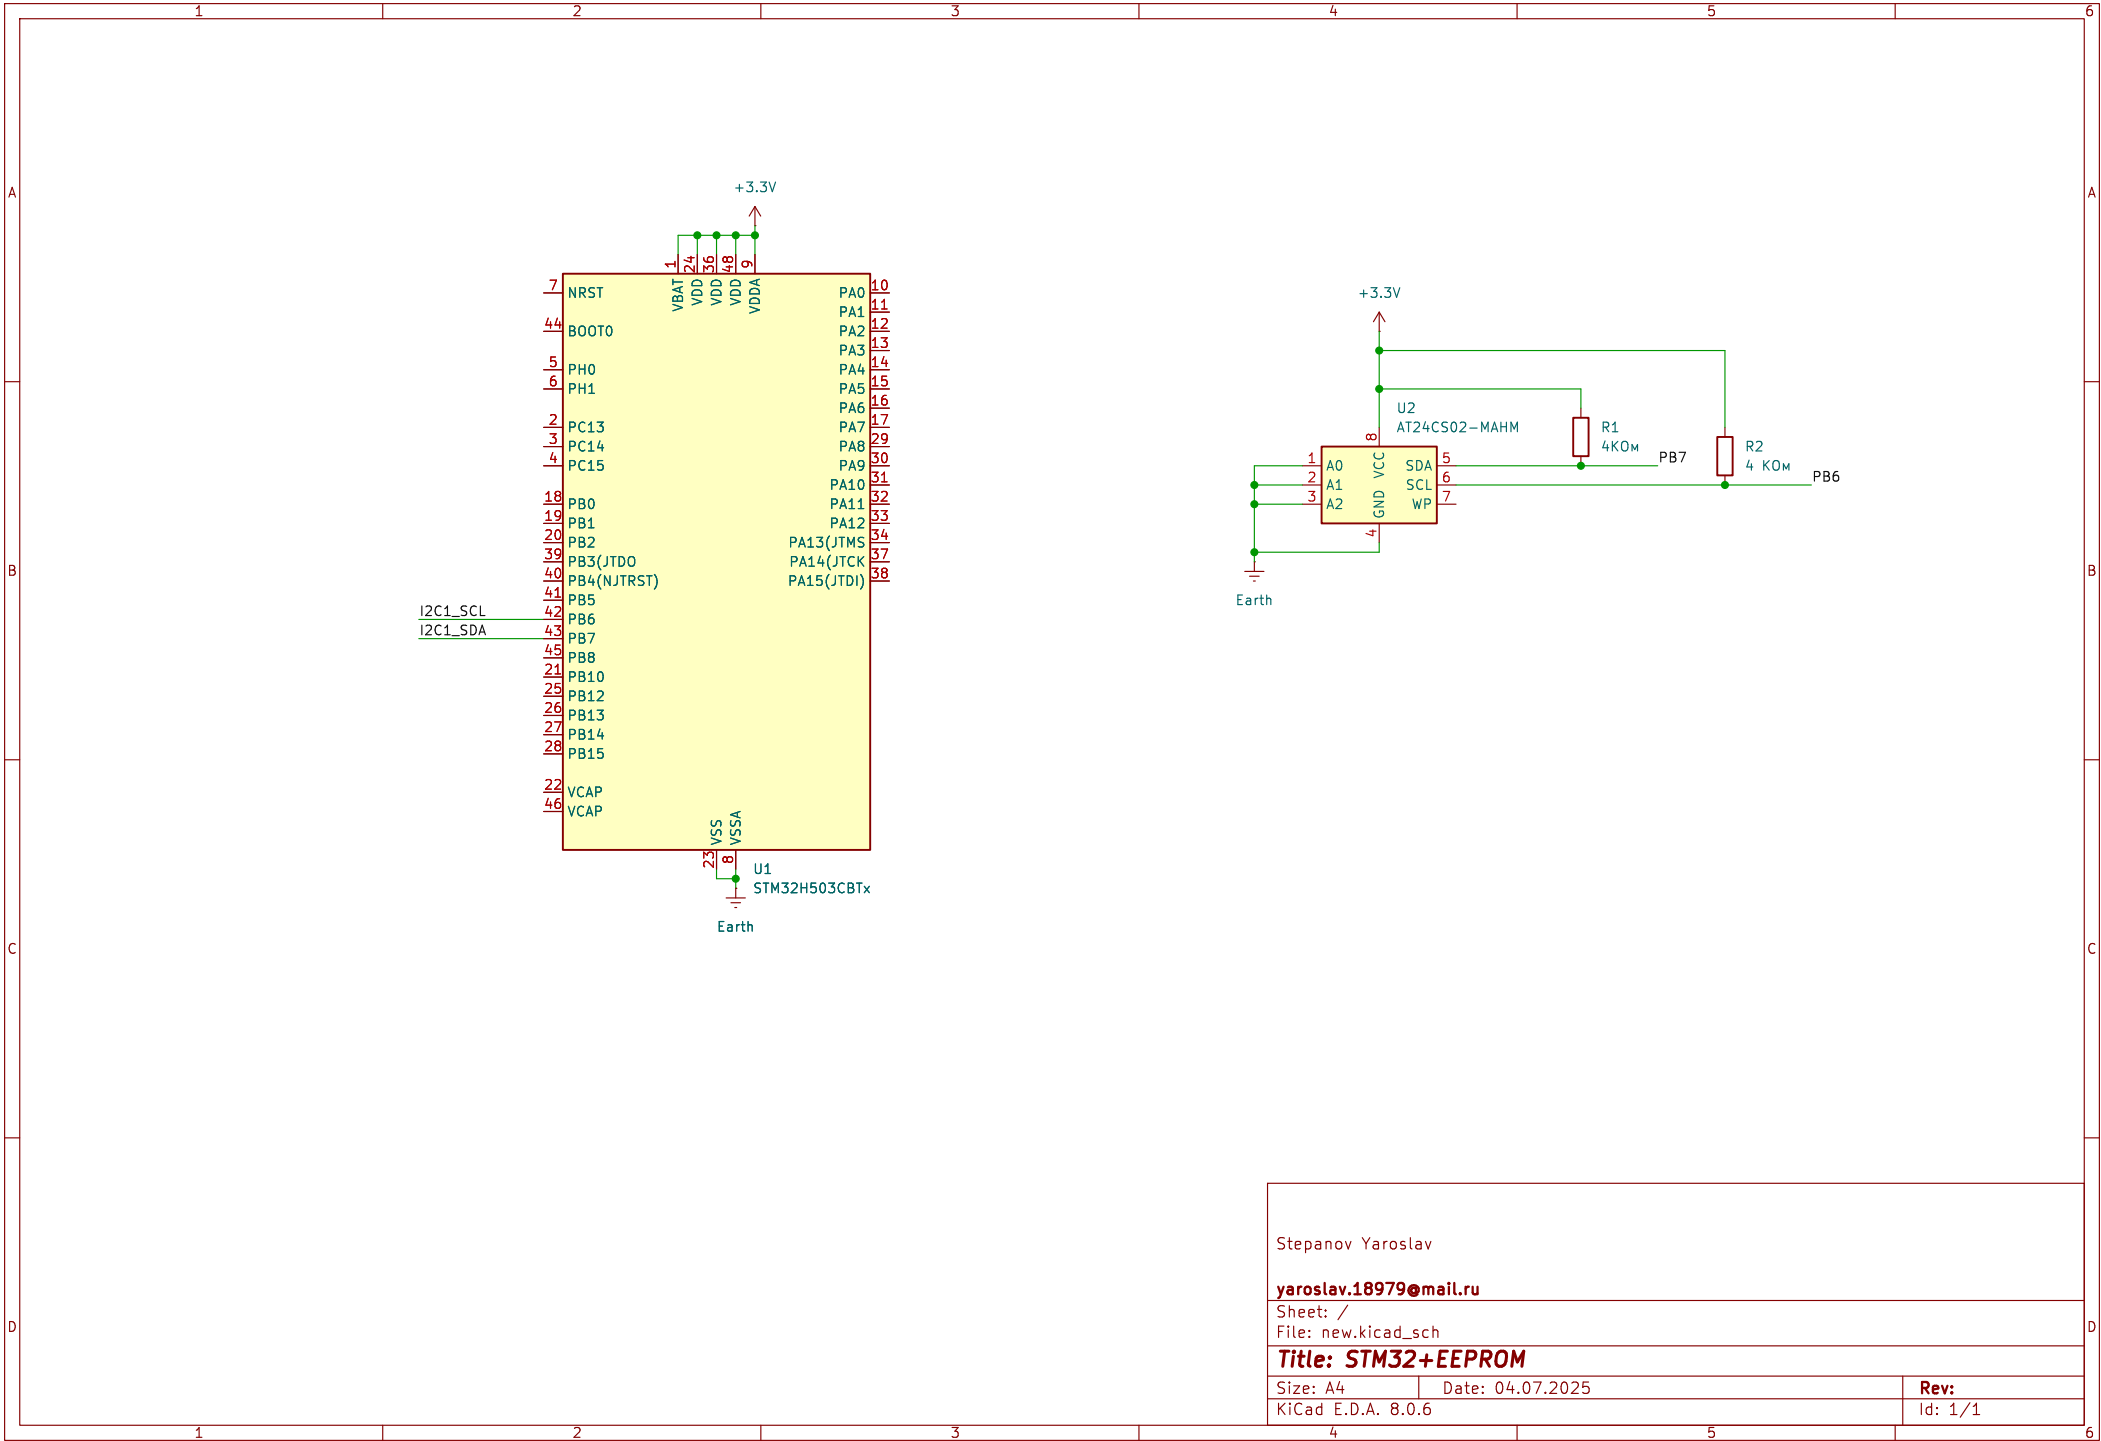 1 2 3 4 5 6
A A
B B
C C
D D
+3.3V
1 24 36 48 9
VBAT VDD VDD VDD VDDA
7 NRST
44 BOOT0
5 PH0
6 PH1
2 PC13
3 PC14
4 PC15
18 PB0
19 PB1
20 PB2
39 PB3(JTDO
40 PB4(NJTRST)
41 PB5
I2C1_SCL 42 PB6
I2C1_SDA 43 PB7
45 PB8
21 PB10
25 PB12
26 PB13
27 PB14
28 PB15
22 VCAP
46 VCAP
PA0 10
PA1 11
PA2 12
PA3 13
PA4 14
PA5 15
PA6 16
PA7 17
PA8 29
PA9 30
PA10 31
PA11 32
PA12 33
PA13(JTMS 34
PA14(JTCK 37
PA15(JTDI) 38
VSS VSSA
23 8
U1
STM32H503CBTx
Earth
+3.3V
U2
AT24CS02-MAHM
8
VCC
1 A0
2 A1
3 A2
SDA 5
SCL 6
WP 7
GND
4
Earth
R1
4КОм
PB7
R2
4 КОм
PB6
Stepanov Yaroslav
yaroslav.18979@mail.ru
Sheet: /
File: new.kicad_sch
Title: STM32+EEPROM
Size: A4 Date: 04.07.2025 Rev:
KiCad E.D.A. 8.0.6 Id: 1/1
1 2 3 4 5 6